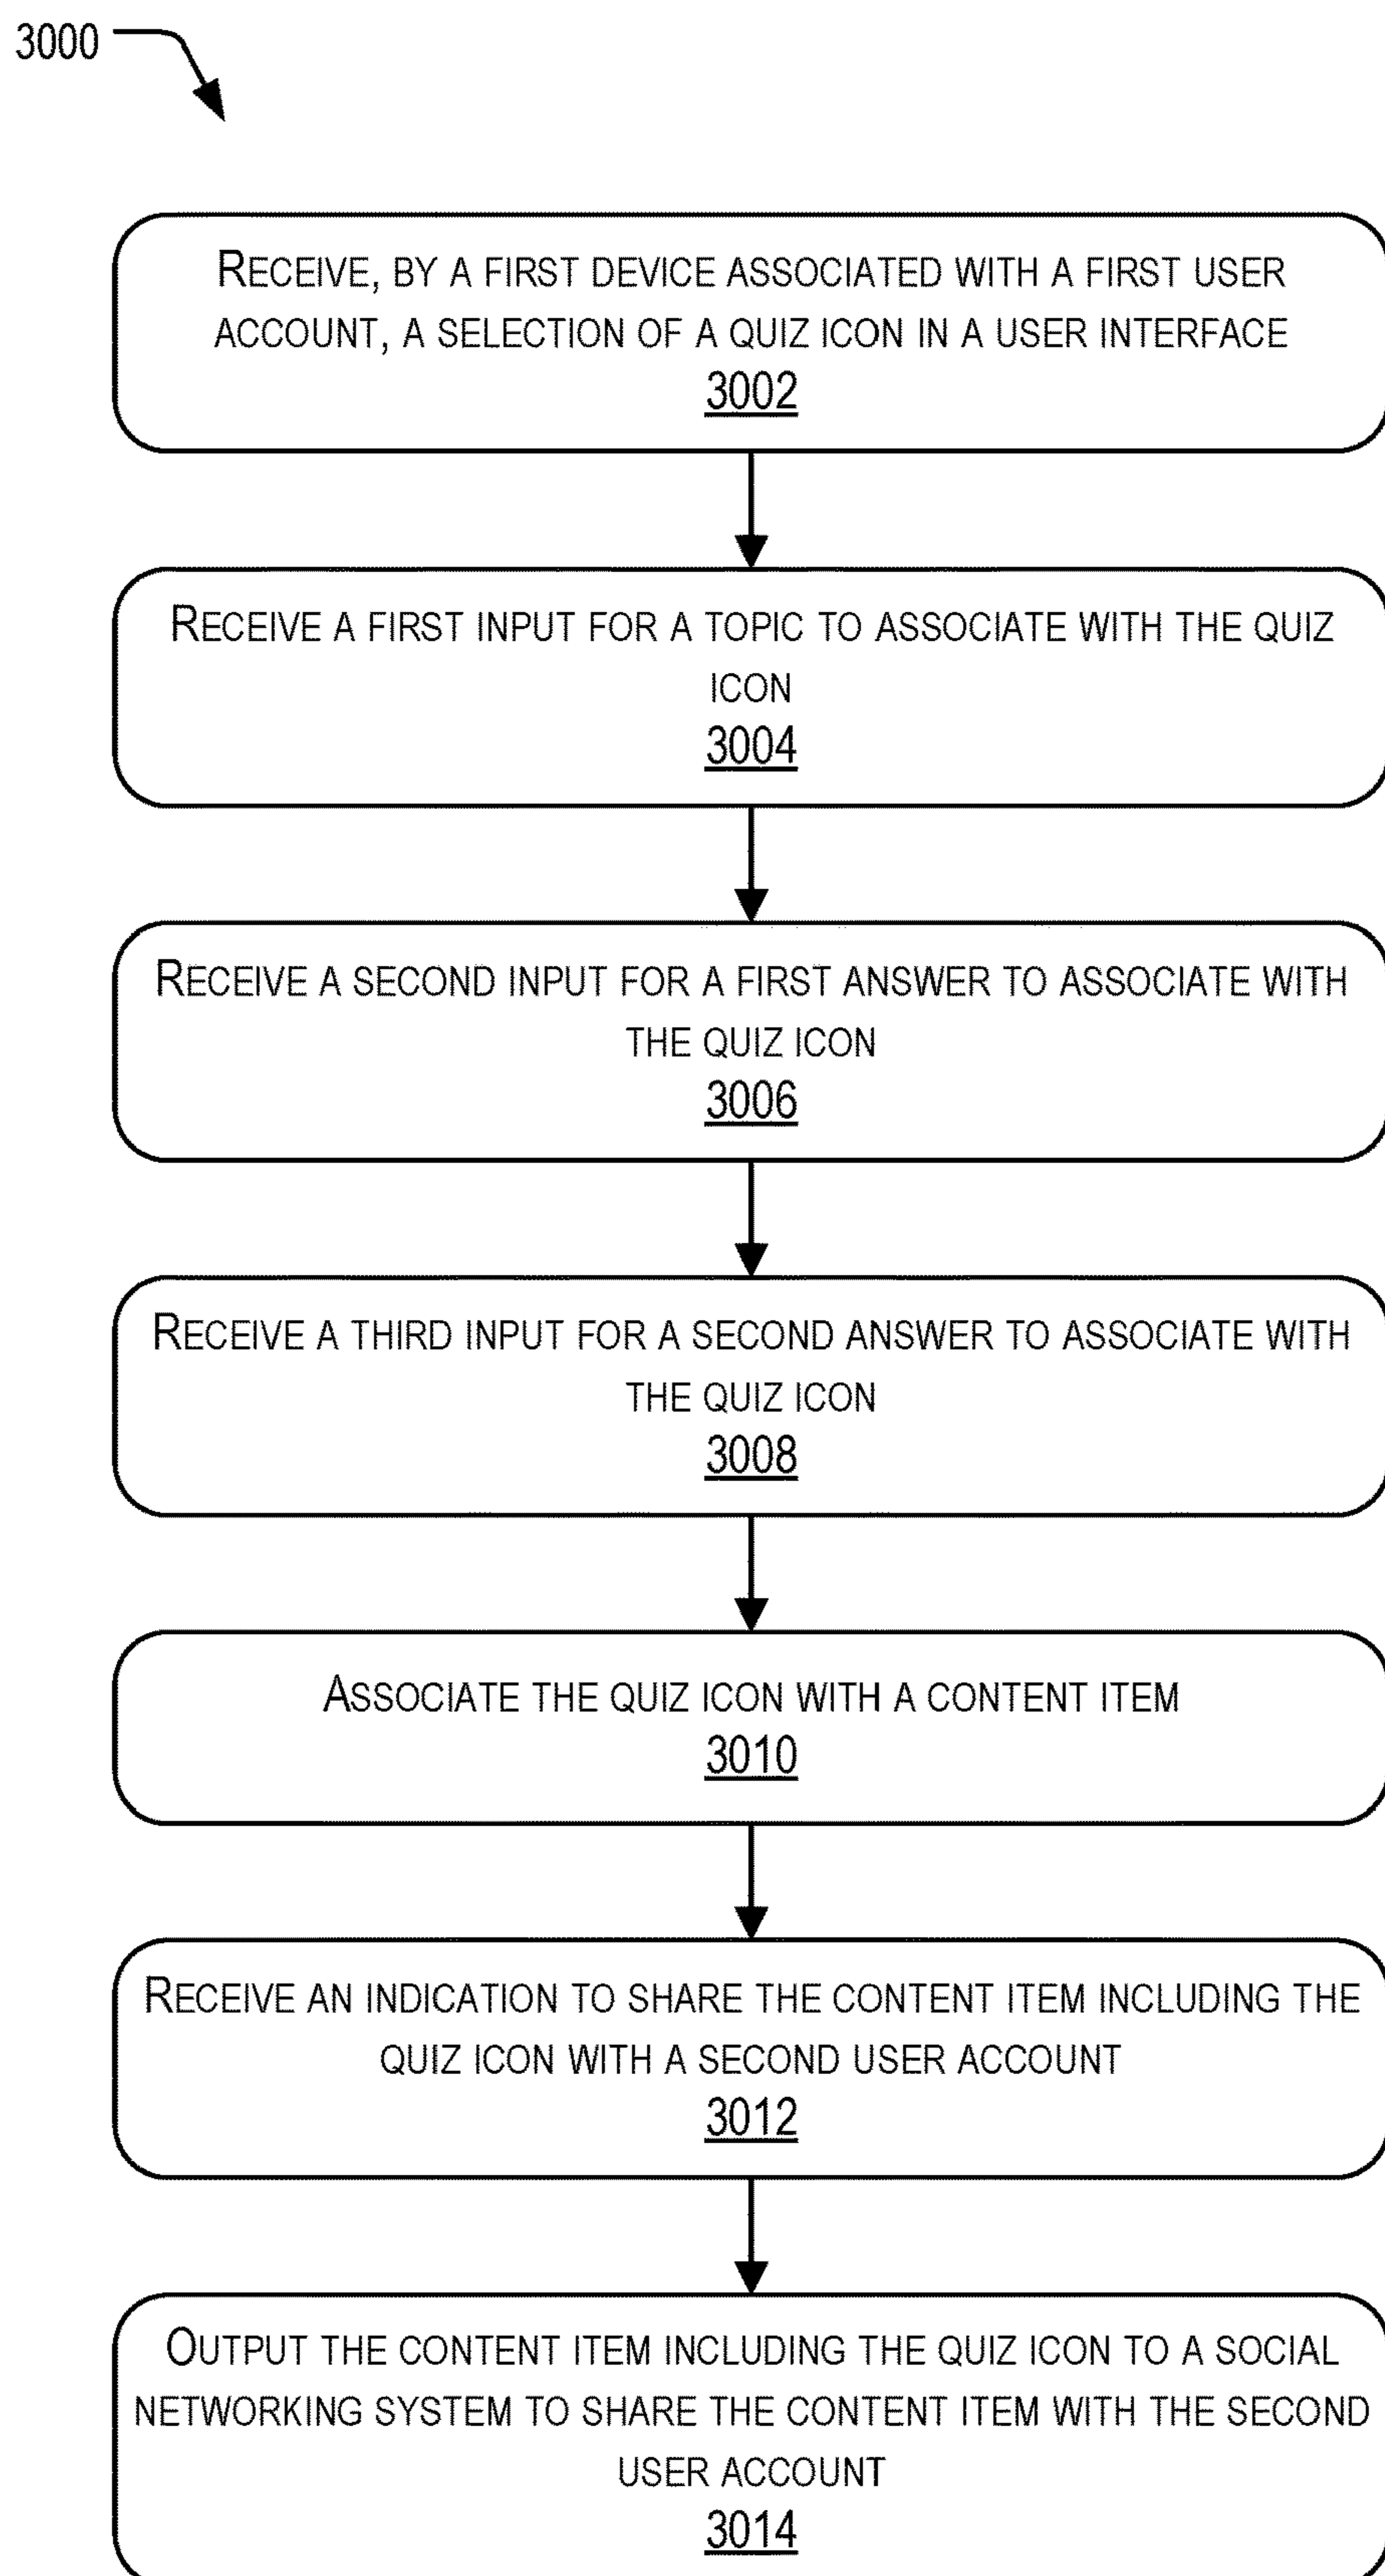 3000
RECEIVE, BY A FIRST DEVICE ASSOCIATED WITH A FIRST USER
ACCOUNT, A SELECTION OF A QUIZ ICON IN A USER INTERFACE
3002
RECEIVE A FIRST INPUT FOR A TOPIC TO ASSOCIATE WITH THE QUIZ
ICON
3004
RECEIVE A SECOND INPUT FOR A FIRST ANSWER TO ASSOCIATE WITH
THE QUIZ ICON
3006
RECEIVE A THIRD INPUT FOR A SECOND ANSWER TO ASSOCIATE WITH
THE QUIZ ICON
3008
ASSOCIATE THE QUIZ ICON WITH A CONTENT ITEM
3010
RECEIVE AN INDICATION TO SHARE THE CONTENT ITEM INCLUDING THE
QUIZ ICON WITH A SECOND USER ACCOUNT
3012
OUTPUT THE CONTENT ITEM INCLUDING THE QUIZ ICON TO A SOCIAL
NETWORKING SYSTEM TO SHARE THE CONTENT ITEM WITH THE SECOND
USER ACCOUNT
3014